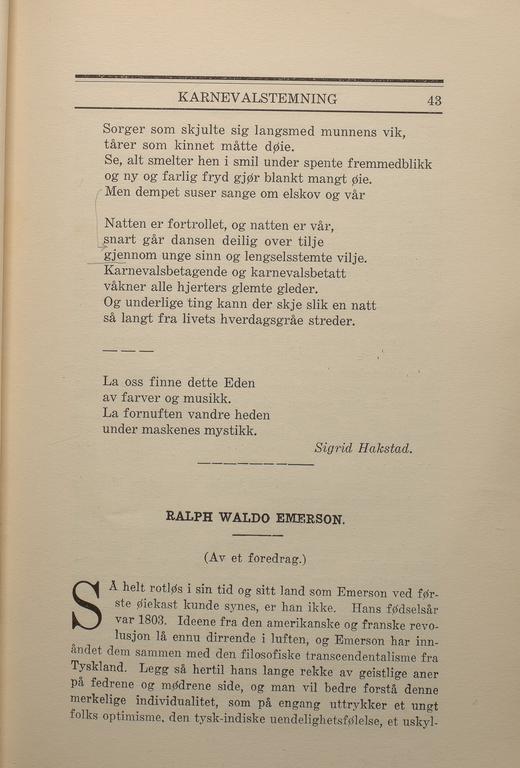 KARNEVALSTEMNING 43
Sorger som skjulte sig langsmed munnens vik,
tårer som kinnet måtte døie.
Se, alt smelter hen i smil under spente fremmedblikk
og ny og farlig fryd gjør blankt mangt øie.
Men dempet suser sange om elskov og vår
Natten er fortrollet, og natten er vår,
snart går dansen deilig over tilje
gjennom unge sinn og lengselsstemte vilje.
Karnevalsbetagende og karnevalsbetatt
våkner alle hjerters glemte gleder.
Og underlige ting kann der skje slik en natt
så langt fra livets hverdagsgråe streder.
— — —
La oss finne dette Eden
av farver og musikk.
La fornuften vandre heden
under maskenes mystikk.
Sigrid Hakstad.
RALPH WALDO EMERSON.
(Av et foredrag.)
SÅ helt rotløs i sin tid og sitt land som Emerson ved før-
ste øiekast kunde synes, er han ikke. Hans fødselsår
var 1803. Ideene fra den amerikanske og franske revo-
lusjon lå ennu dirrende i luften, og Emerson har inn-
åndet dem sammen med den filosofiske transcendentalisme fra
Tyskland. Legg så hertil hans lange rekke av geistlige aner
på fedrene og mødrene side, og man vil bedre forstå denne
merkelige individualitet, som på engang uttrykker et ungt
folks optimisme, den tysk-indiske uendelighetsfølelse, et uskyl-